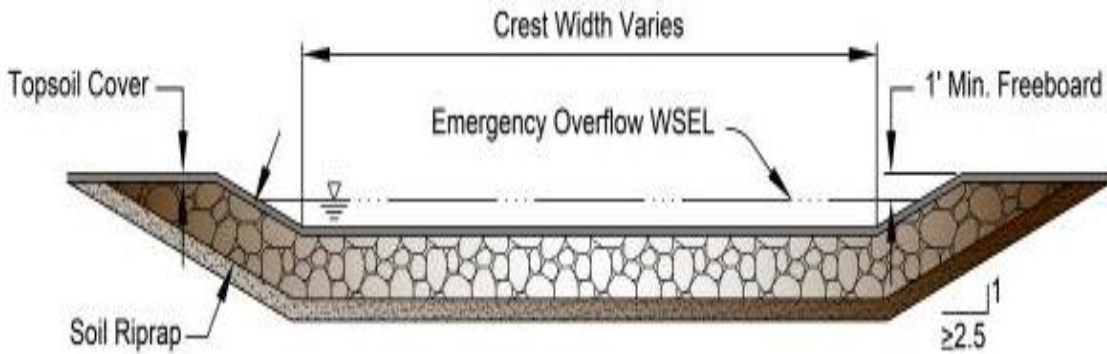 Crest Width Varies
Topsoil Cover
1' Min. Freeboard
Emergency Overflow WSEL
Soil Riprap
1
≥2.5